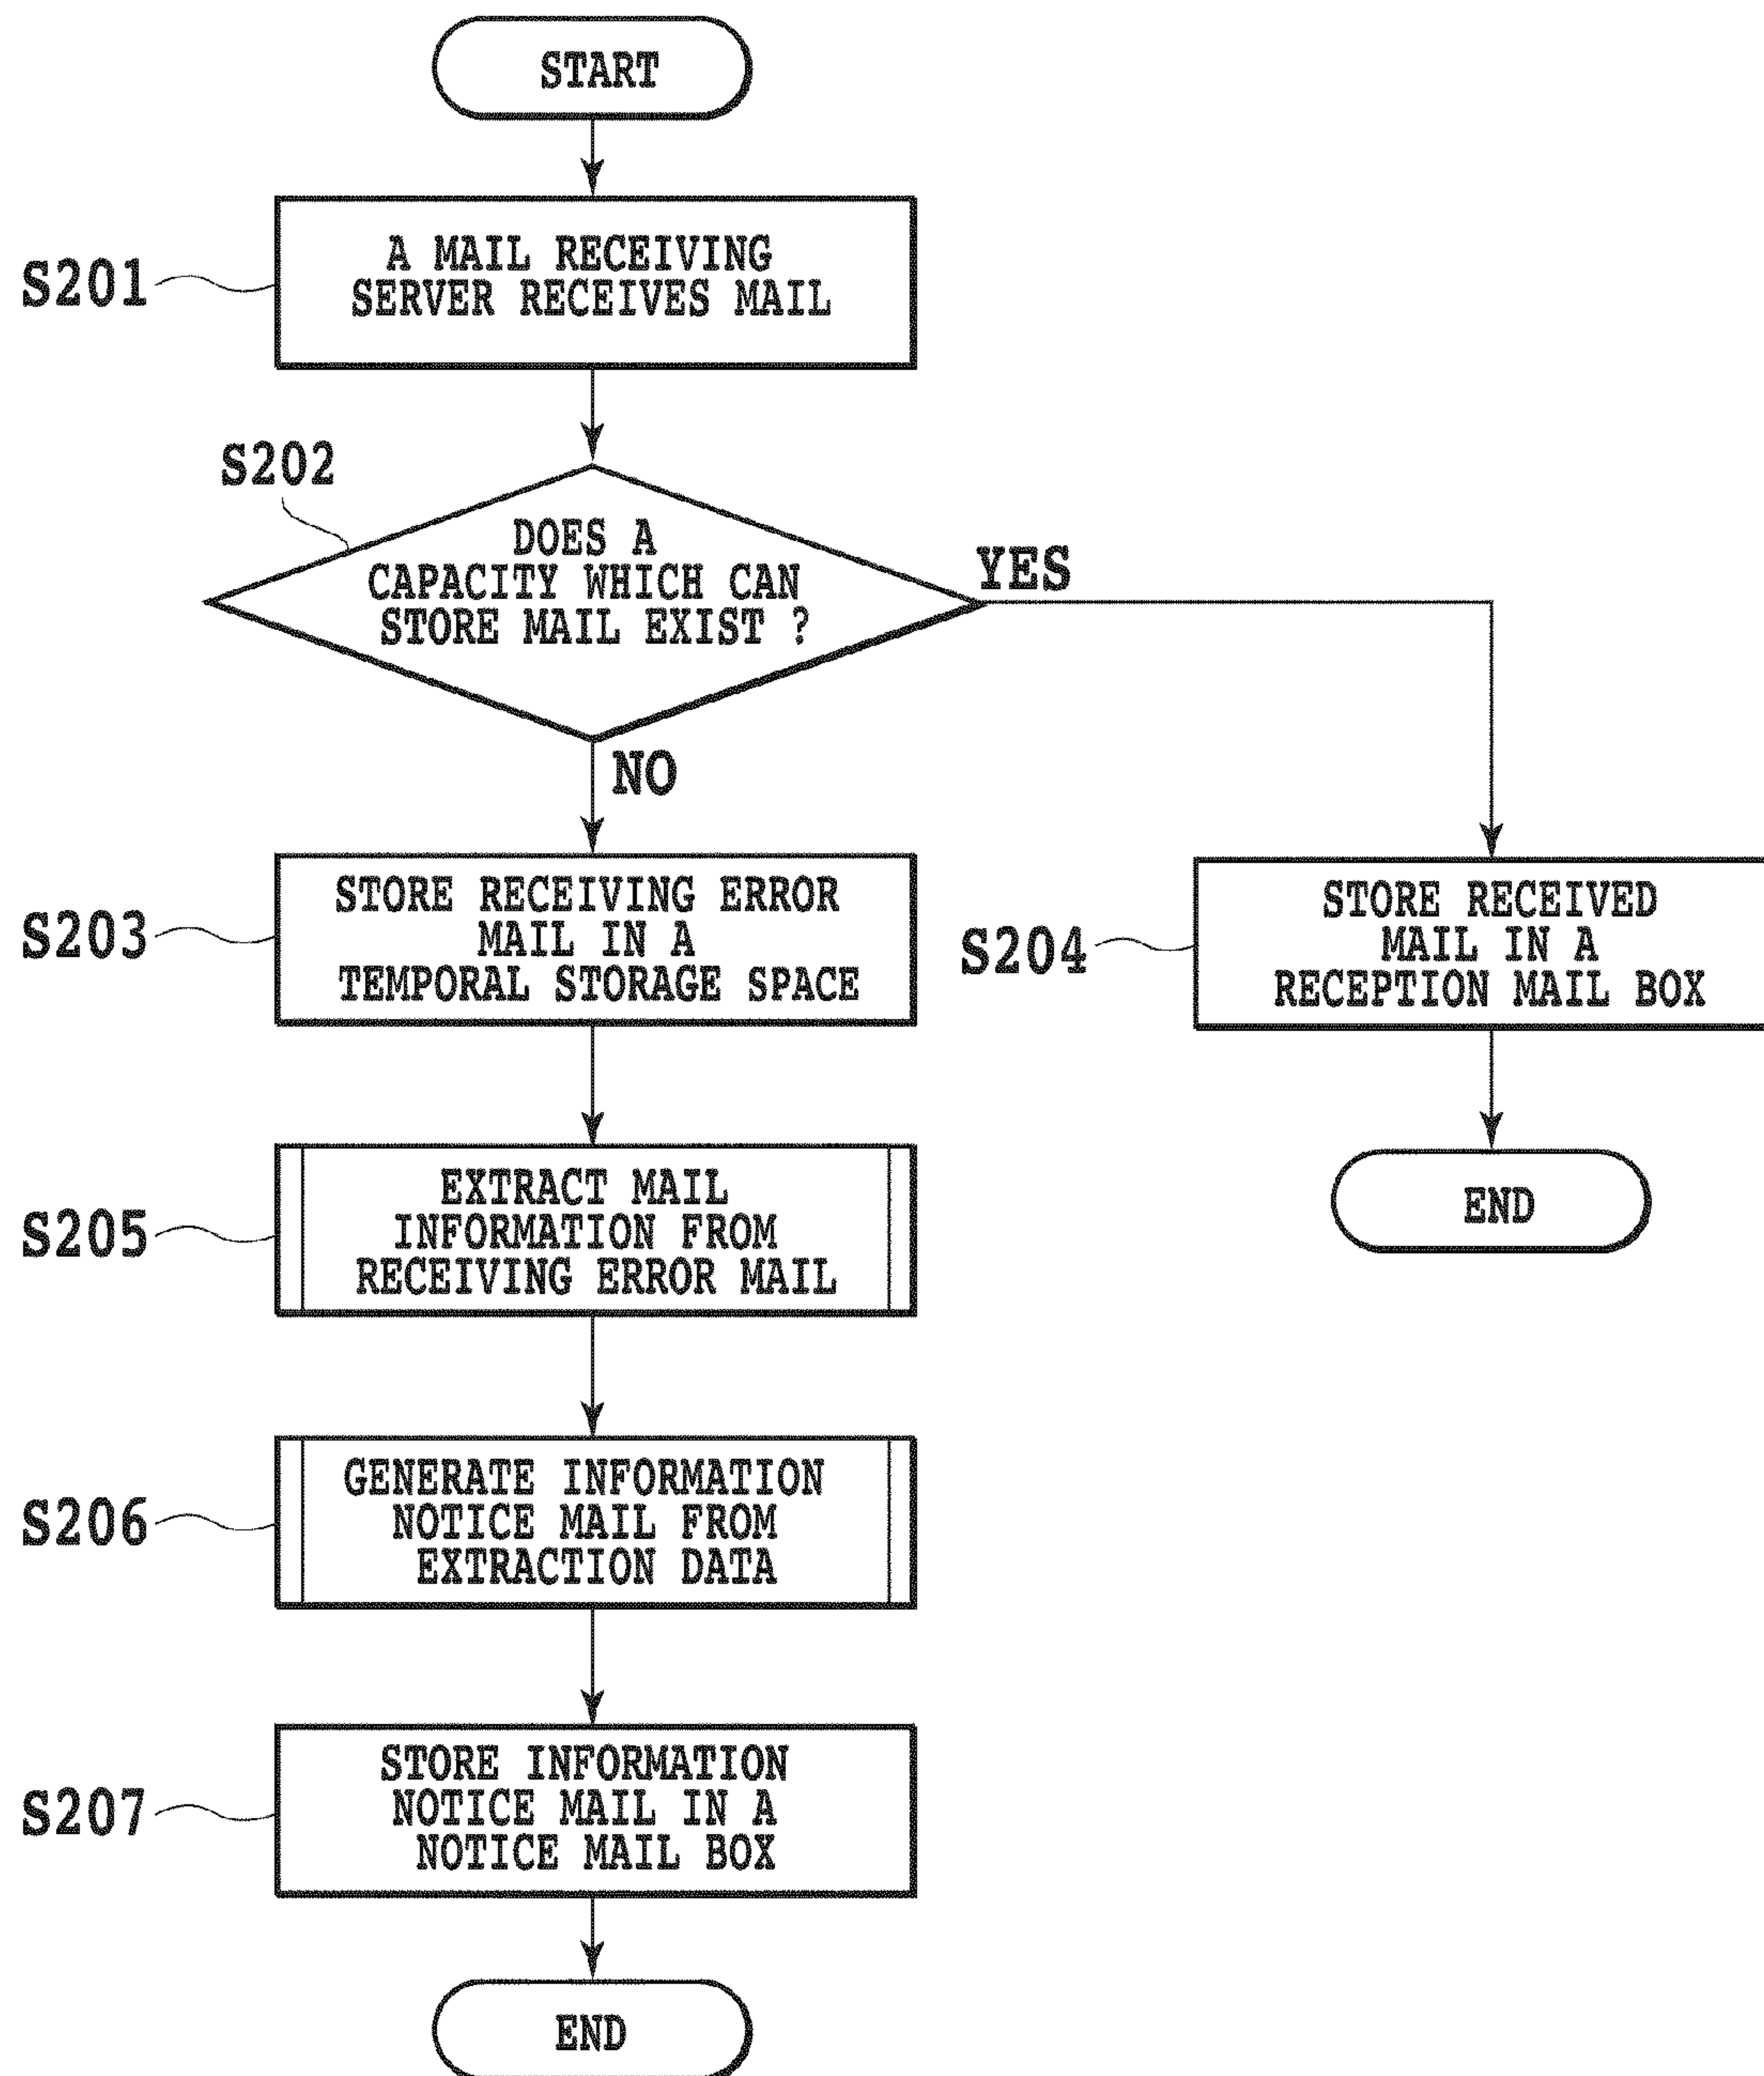 START
S201
A MAIL RECEIVING
SERVER RECEIVES MAIL
S202
DOES A
CAPACITY WHICH CAN
STORE MAIL EXIST ?
YES
NO
S203
STORE RECEIVING ERROR
MAIL IN A
TEMPORAL STORAGE SPACE
S204
STORE RECEIVED
MAIL IN A
RECEPTION MAIL BOX
S205
EXTRACT MAIL
INFORMATION FROM
RECEIVING ERROR MAIL
END
S206
GENERATE INFORMATION
NOTICE MAIL FROM
EXTRACTION DATA
S207
STORE INFORMATION
NOTICE MAIL IN A
NOTICE MAIL BOX
END